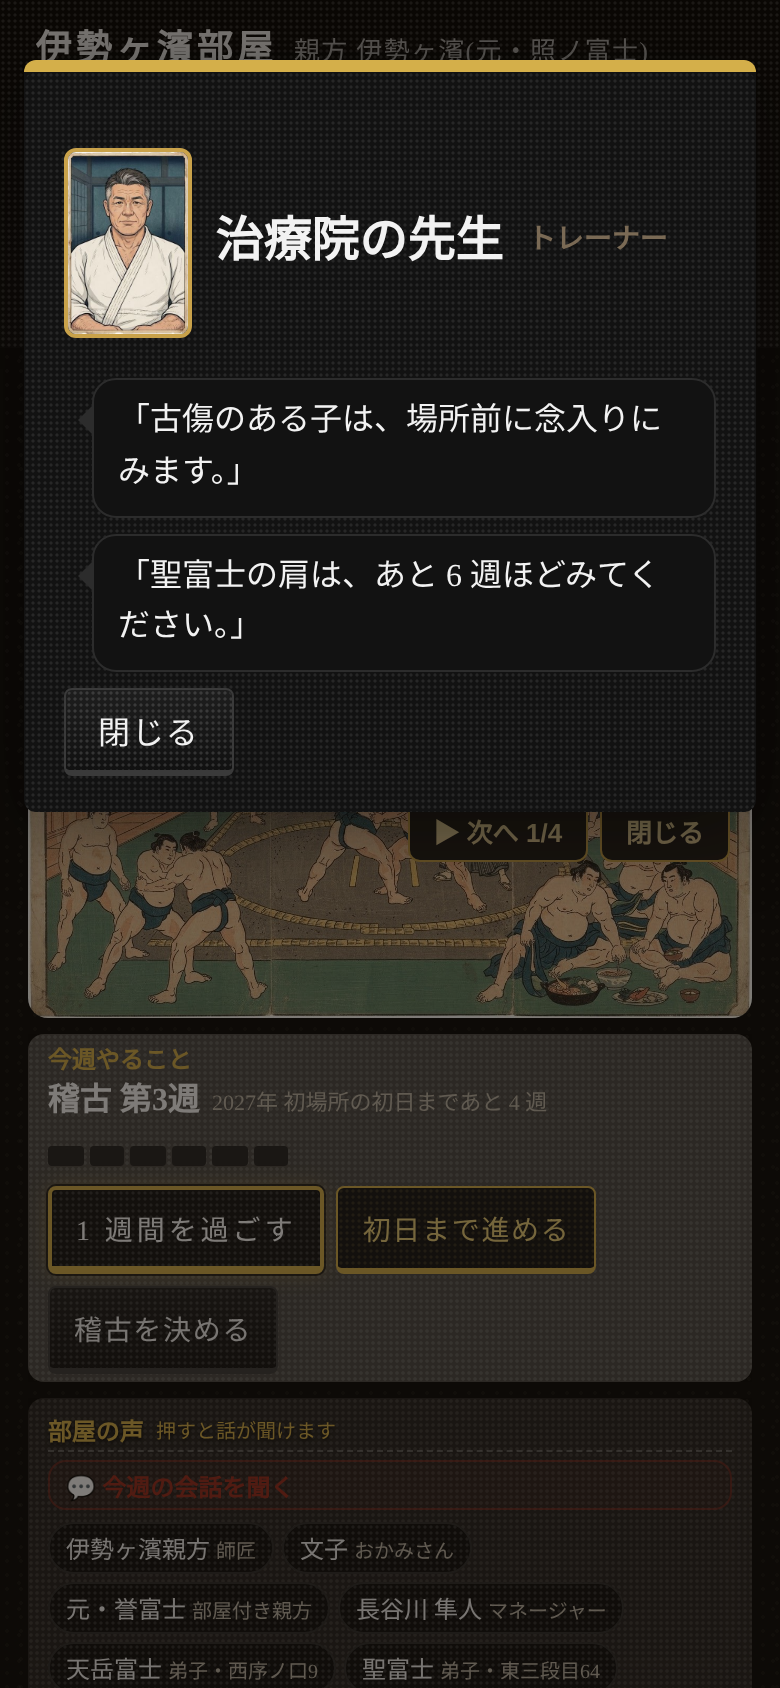 伊勢ヶ濱部屋 親方 伊勢ヶ濱(元・照ノ富士)
治療院の先生 トレーナー
「古傷のある子は、場所前に念入りに
みます。」
「聖富士の肩は、あと 6 週ほどみてく
ださい。」
閉じる
▶ 次へ 1/4 閉じる
今週やること
稽古 第3週 2027年 初場所の初日まであと 4 週
1 週間を過ごす 初日まで進める
稽古を決める
部屋の声 押すと話が聞けます
💬 今週の会話を聞く
伊勢ヶ濱親方 師匠 文子 おかみさん
元・誉富士 部屋付き親方 長谷川 隼人 マネージャー
天岳富士 弟子・西序ノ口9 聖富士 弟子・東三段目64